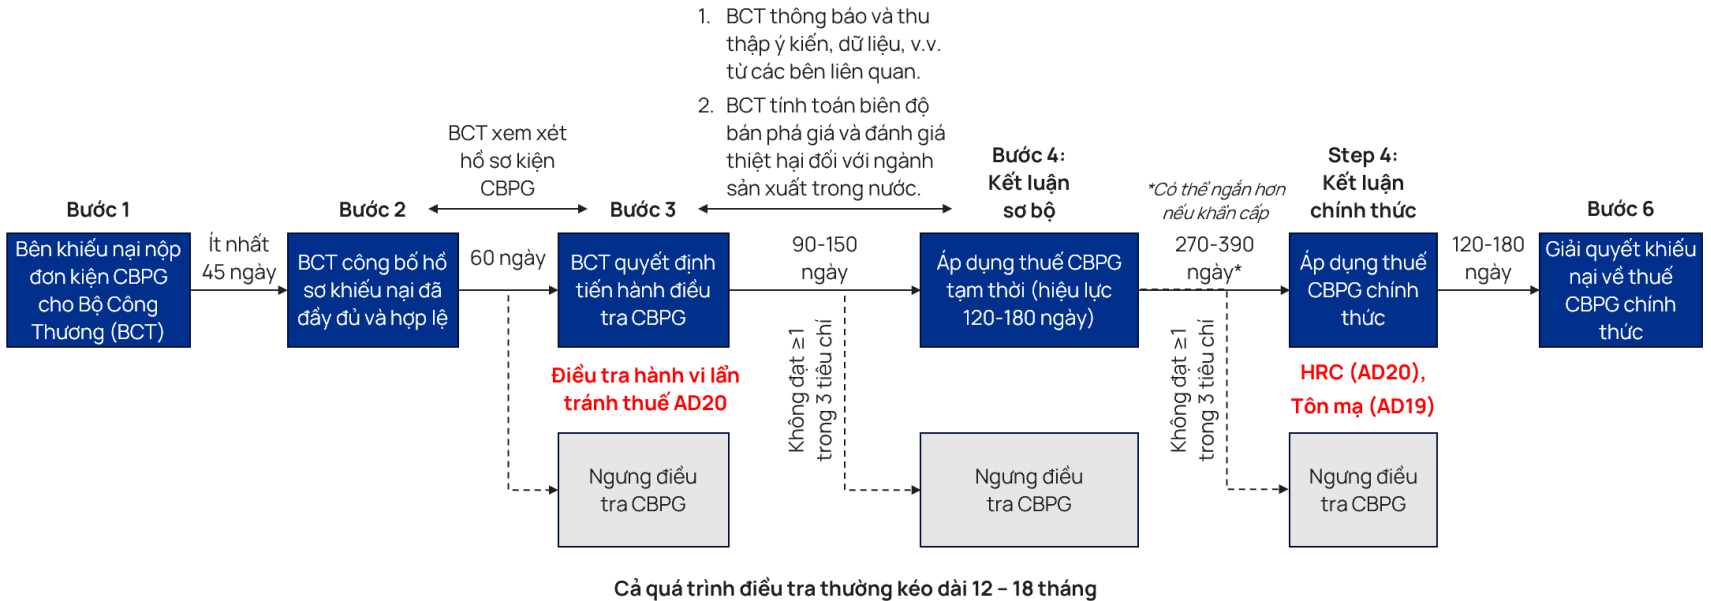 1. BCT thông báo và thu
thập ý kiến, dữ liệu, v.v.
từ các bên liên quan.
2. BCT tính toán biên độ
bán phá giá và đánh giá
thiệt hại đối với ngành
sản xuất trong nước.
BCT xem xét
hồ sơ kiện
CBPG
Bước 1
Bên khiếu nại nộp
đơn kiện CBPG
cho Bộ Công
Thương (BCT)
Ít nhất
45 ngày
Bước 2
BCT công bố hồ
sơ khiếu nại đã
đầy đủ và hợp lệ
60 ngày
Bước 3
BCT quyết định
tiến hành điều
tra CBPG
Điều tra hành vi lẩn
tránh thuế AD20
Ngưng điều
tra CBPG
90-150
ngày
Không đạt ≥1
trong 3 tiêu chí
Bước 4:
Kết luận
sơ bộ
Áp dụng thuế CBPG
tạm thời (hiệu lực
120-180 ngày)
Ngưng điều
tra CBPG
*Có thể ngắn hơn
nếu khẩn cấp
270-390
ngày*
Không đạt ≥1
trong 3 tiêu chí
Step 4:
Kết luận
chính thức
Áp dụng thuế
CBPG chính
thức
HRC (AD20),
Tôn mạ (AD19)
Ngưng điều
tra CBPG
120-180
ngày
Bước 6
Giải quyết khiếu
nại về thuế
CBPG chính
thức
Cả quá trình điều tra thường kéo dài 12 – 18 tháng